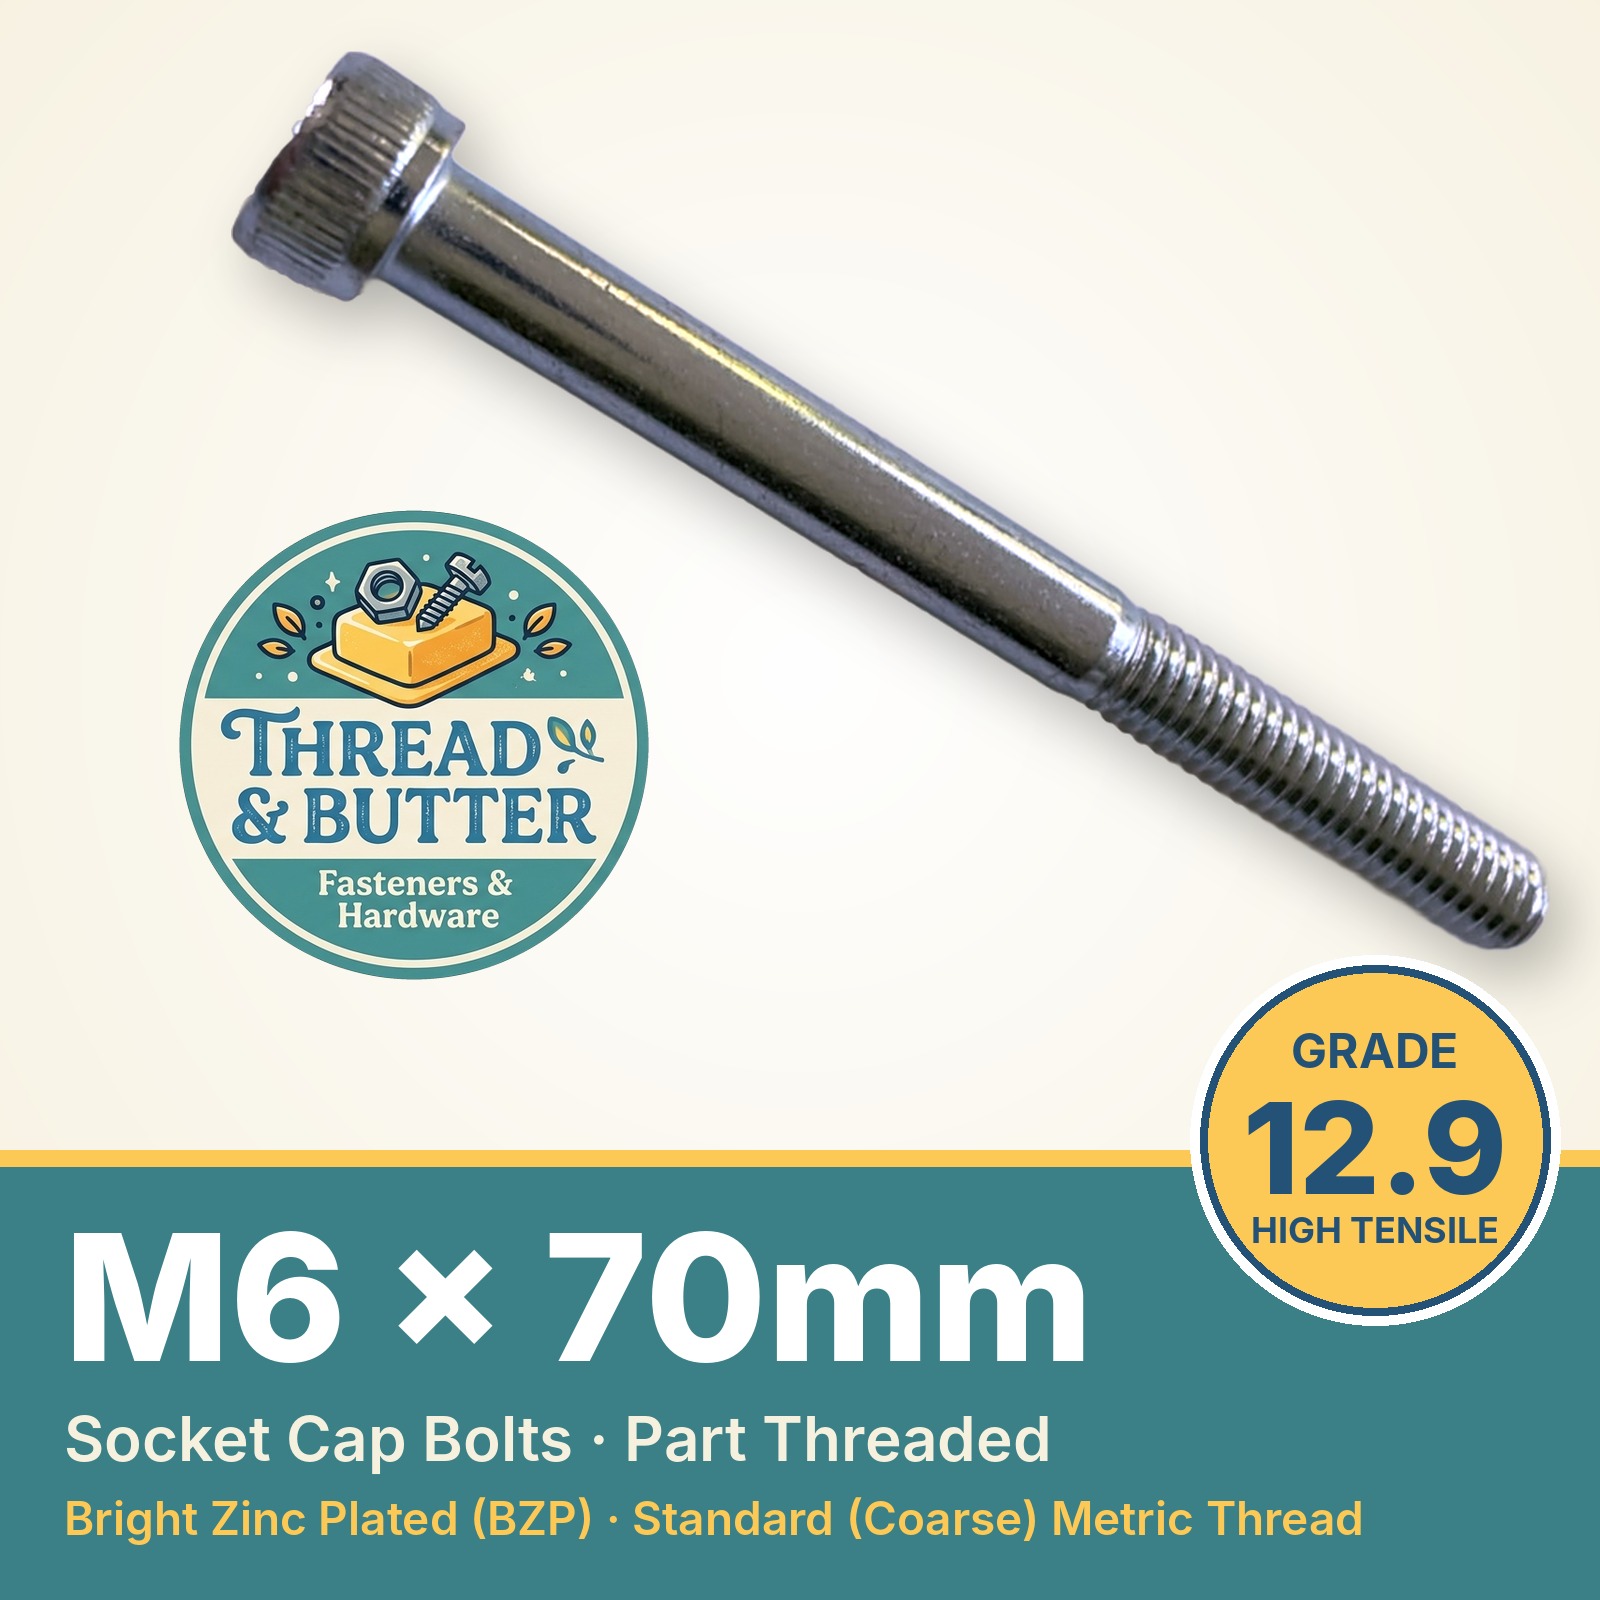 THREAD
& BUTTER
Fasteners &
Hardware
GRADE
12.9
HIGH TENSILE
M6 × 70mm
Socket Cap Bolts · Part Threaded
Bright Zinc Plated (BZP) · Standard (Coarse) Metric Thread